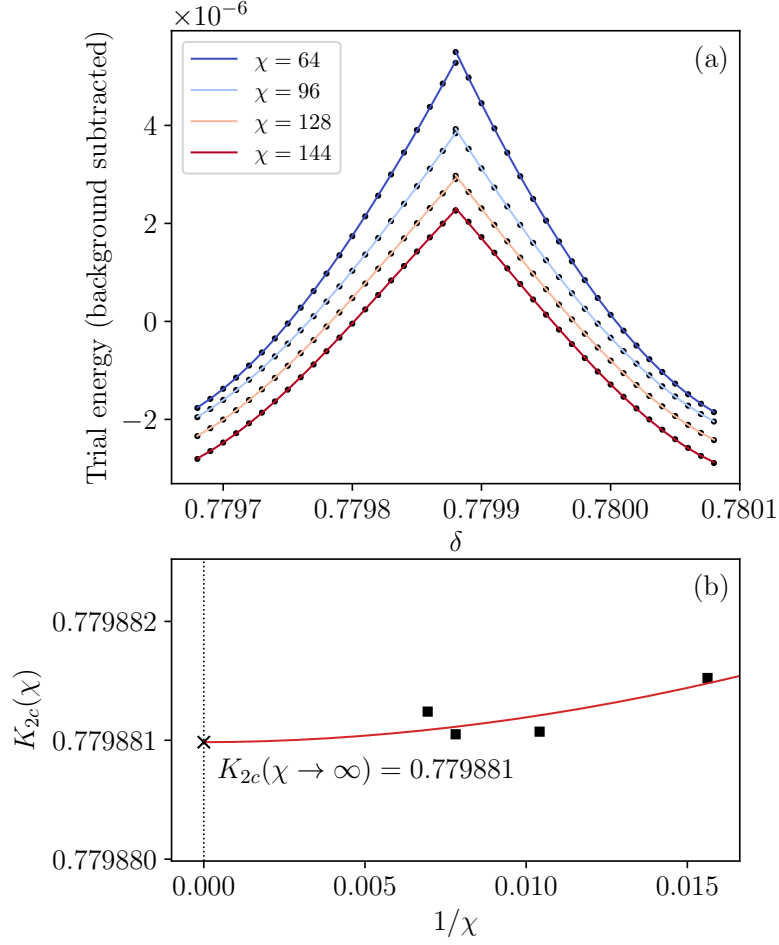 ×10⁻⁶
(a)
χ = 64
χ = 96
χ = 128
χ = 144
Trial energy (background subtracted)
4
2
0
−2
0.7797
0.7798
0.7799
0.7800
0.7801
δ
(b)
0.779882
0.779881
0.779880
K₂c(χ)
K₂c(χ → ∞) = 0.779881
0.000
0.005
0.010
0.015
1/χ